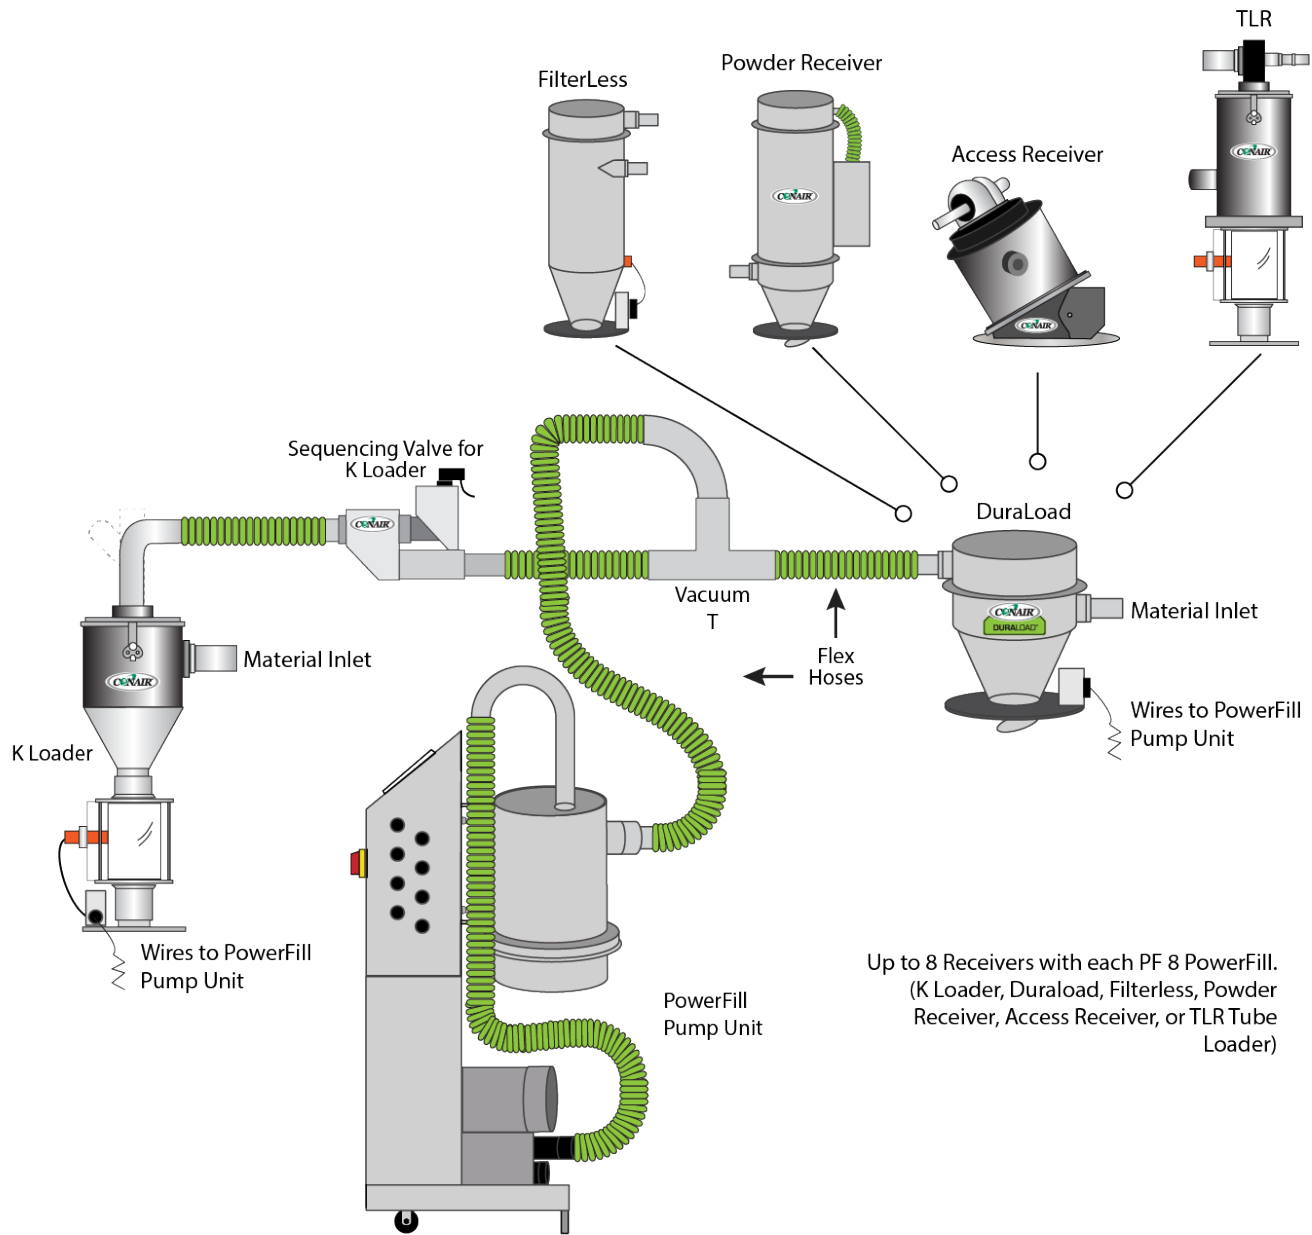 TLR
Powder Receiver
FilterLess
Access Receiver
CONAIR
CONAIR
CONAIR
Sequencing Valve for
K Loader
CONAIR
DuraLoad
CONAIR
DURALOAD
Vacuum
T
Material Inlet
Flex
Hoses
Material Inlet
CONAIR
K Loader
Wires to PowerFill
Pump Unit
Wires to PowerFill
Pump Unit
PowerFill
Pump Unit
Up to 8 Receivers with each PF 8 PowerFill.
(K Loader, Duraload, Filterless, Powder
Receiver, Access Receiver, or TLR Tube
Loader)